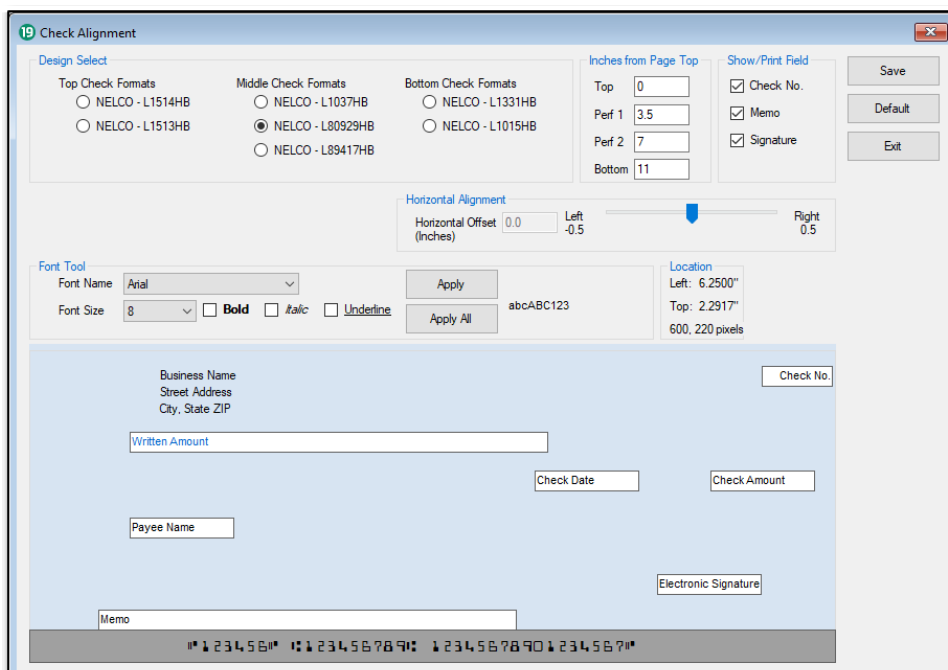 19 Check Alignment
Design Select
Top Check Formats
NELCO - L1514HB
NELCO - L1513HB
Middle Check Formats
NELCO - L1037HB
NELCO - L80929HB
NELCO - L89417HB
Bottom Check Formats
NELCO - L1331HB
NELCO - L1015HB
Inches from Page Top
Top 0
Perf 1 3.5
Perf 2 7
Bottom 11
Show/Print Field
Check No.
Memo
Signature
Save
Default
Exit
Horizontal Alignment
Horizontal Offset 0.0
(Inches)
Left
-0.5
Right
0.5
Font Tool
Font Name Arial
Font Size 8 Bold Italic Underline
Apply
Apply All
abcABC123
Location
Left: 6.2500"
Top: 2.2917"
600, 220 pixels
Business Name
Street Address
City, State ZIP
Check No.
Written Amount
Check Date
Check Amount
Payee Name
Electronic Signature
Memo
⑈123456⑈ ⑆123456789⑆ 12345678901234567⑈